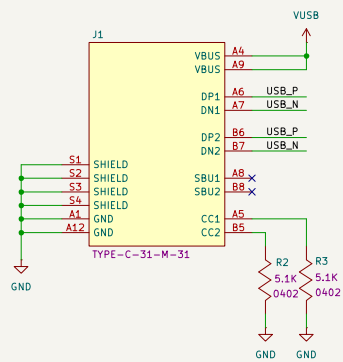 VUSB
J1
VBUS A4
VBUS A9
DP1 A6 USB_P
DN1 A7 USB_N
DP2 B6 USB_P
DN2 B7 USB_N
S1 SHIELD
S2 SHIELD SBU1 A8
S3 SHIELD SBU2 B8
S4 SHIELD
A1 GND CC1 A5
A12 GND CC2 B5
TYPE-C-31-M-31
R2
5.1K
0402
R3
5.1K
0402
GND
GND
GND